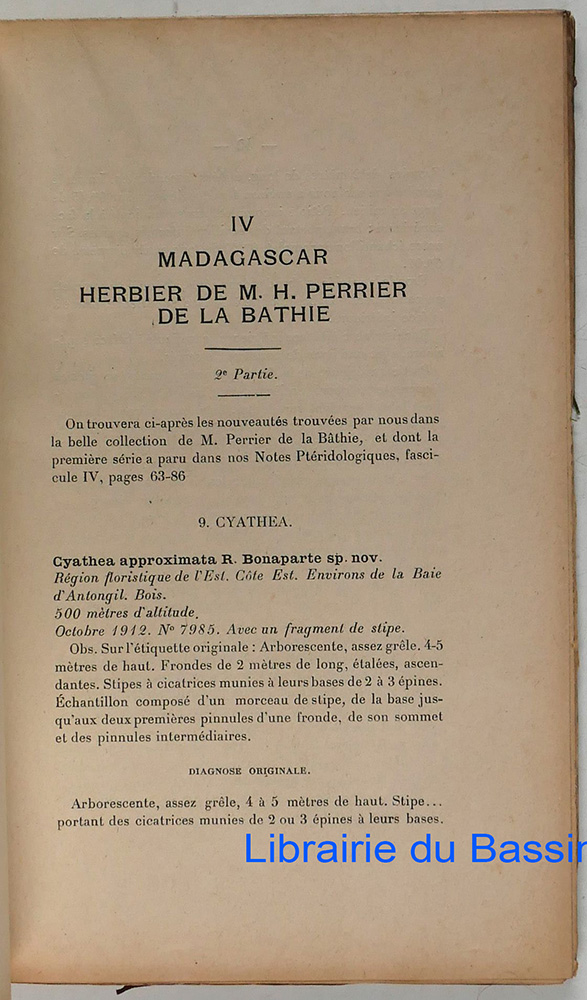 IV
MADAGASCAR
HERBIER DE M. H. PERRIER
DE LA BATHIE
2e Partie.
On trouvera ci-après les nouveautés trouvées par nous dans
la belle collection de M. Perrier de la Bâthie, et dont la
première série a paru dans nos Notes Ptéridologiques, fasci-
cule IV, pages 63-86
9. CYATHEA.
Cyathea approximata R. Bonaparte sp. nov.
Région floristique de l'Est. Côte Est. Environs de la Baie
d'Antongil. Bois.
500 mètres d'altitude.
Octobre 1912. No 7985. Avec un fragment de stipe.
Obs. Sur l'étiquette originale : Arborescente, assez grêle. 4-5
mètres de haut. Frondes de 2 mètres de long, étalées, ascen-
dantes. Stipes à cicatrices munies à leurs bases de 2 à 3 épines.
Échantillon composé d'un morceau de stipe, de la base jus-
qu'aux deux premières pinnules d'une fronde, de son sommet
et des pinnules intermédiaires.
DIAGNOSE ORIGINALE.
Arborescente, assez grêle, 4 à 5 mètres de haut. Stipe...
portant des cicatrices munies de 2 ou 3 épines à leurs bases.
Librairie du Bassin